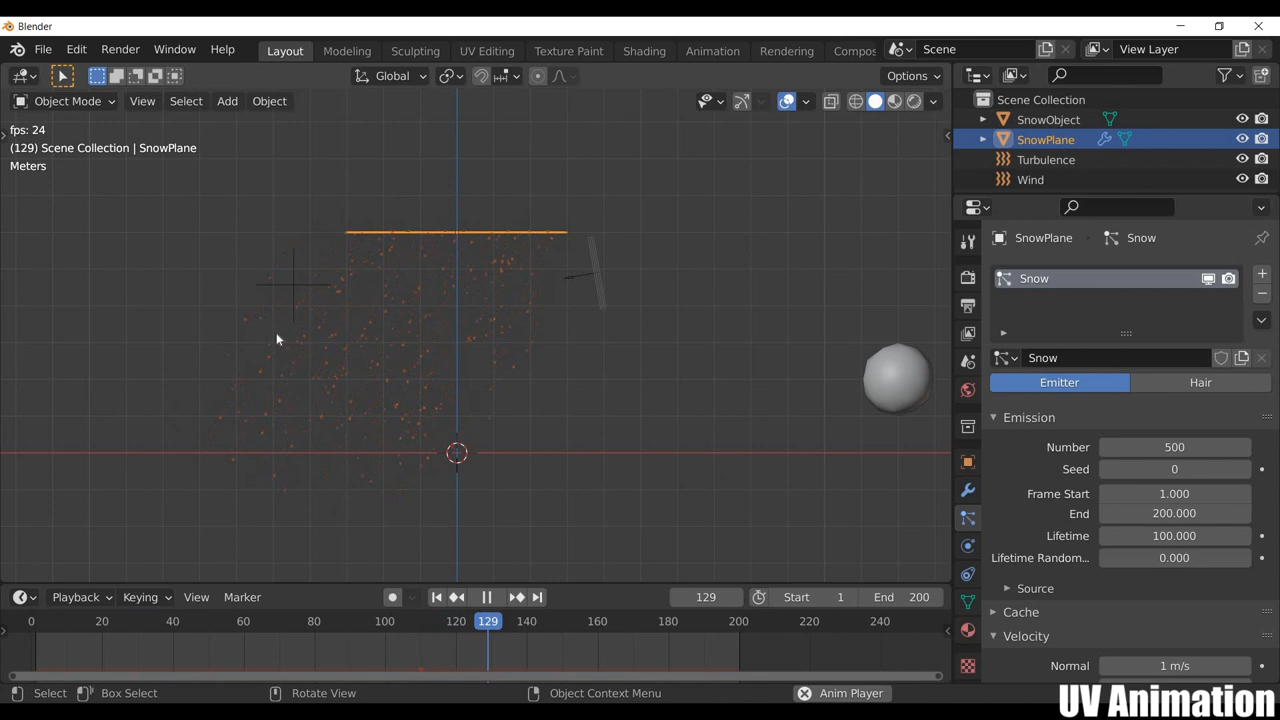 Blender
File Edit Render Window Help Layout Modeling Sculpting UV Editing Texture Paint Shading Animation Rendering Compos Scene View Layer
Global Options
Object Mode View Select Add Object
fps: 24
(129) Scene Collection | SnowPlane
Meters
Scene Collection
SnowObject
SnowPlane
Turbulence
Wind
SnowPlane Snow
Snow
Snow
Emitter Hair
Emission
Number 500
Seed 0
Frame Start 1.000
End 200.000
Lifetime 100.000
Lifetime Random... 0.000
Source
Cache
Velocity
Normal 1 m/s
Playback Keying View Marker 129 Start 1 End 200
0 20 40 60 80 100 120 129 140 160 180 200 220 240
Select Box Select Rotate View Object Context Menu Anim Player
UV Animation